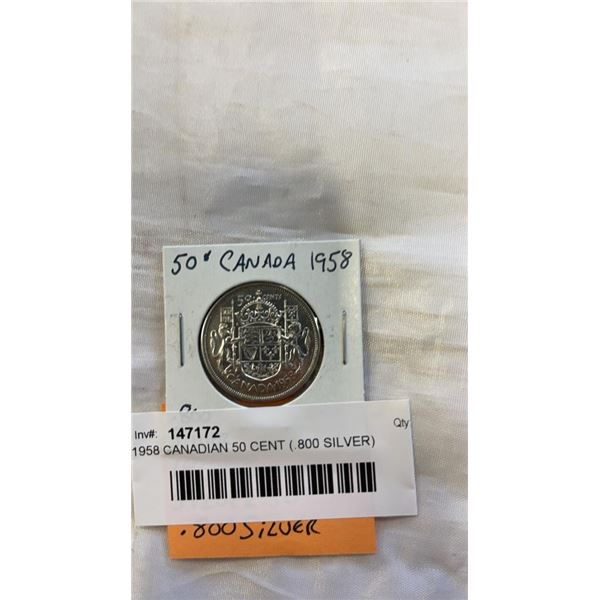 50¢ CANADA 1958
50 CENTS
CANADA 1958
Inv#: 147172 Qty
1958 CANADIAN 50 CENT (.800 SILVER)
.800 SILVER